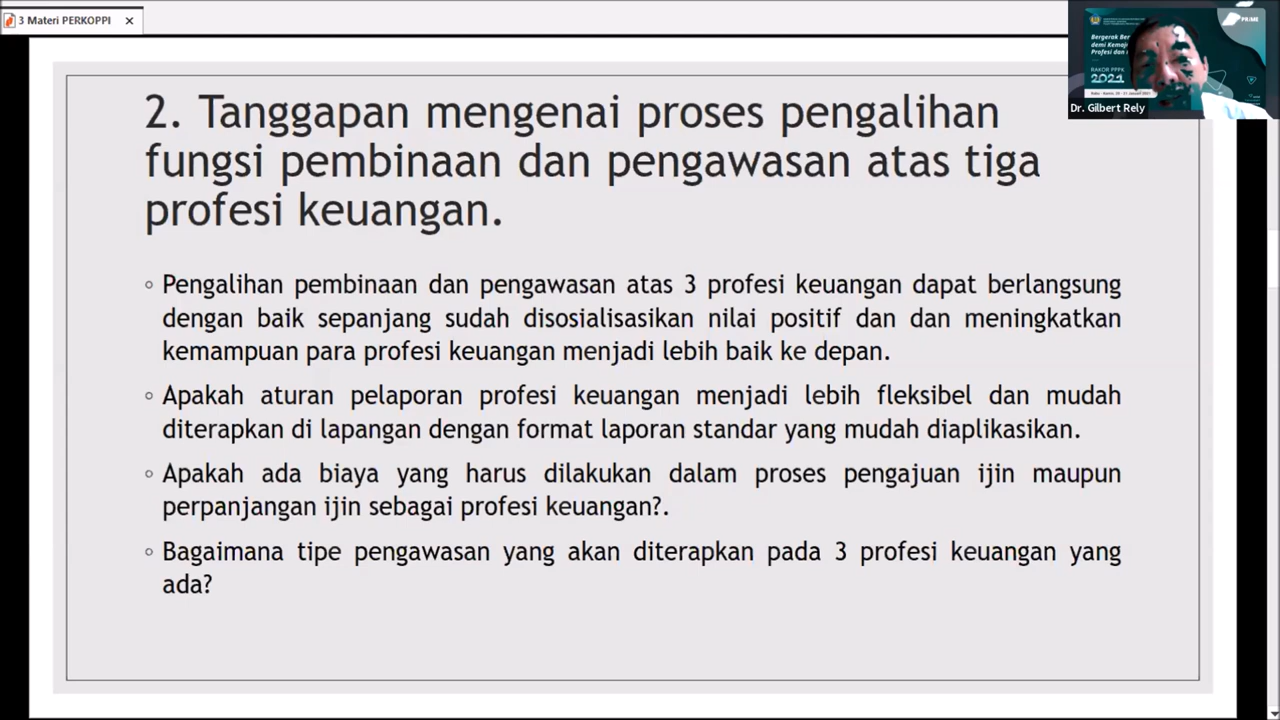 3 Materi PERKOPPI
Bergerak Ber
demi Kemaj
Profesi dan
RAKOR PPPK
2021
PRIME
Dr. Gilbert Rely
2. Tanggapan mengenai proses pengalihan
fungsi pembinaan dan pengawasan atas tiga
profesi keuangan.
◦ Pengalihan pembinaan dan pengawasan atas 3 profesi keuangan dapat berlangsung
dengan baik sepanjang sudah disosialisasikan nilai positif dan dan meningkatkan
kemampuan para profesi keuangan menjadi lebih baik ke depan.
◦ Apakah aturan pelaporan profesi keuangan menjadi lebih fleksibel dan mudah
diterapkan di lapangan dengan format laporan standar yang mudah diaplikasikan.
◦ Apakah ada biaya yang harus dilakukan dalam proses pengajuan ijin maupun
perpanjangan ijin sebagai profesi keuangan?.
◦ Bagaimana tipe pengawasan yang akan diterapkan pada 3 profesi keuangan yang
ada?